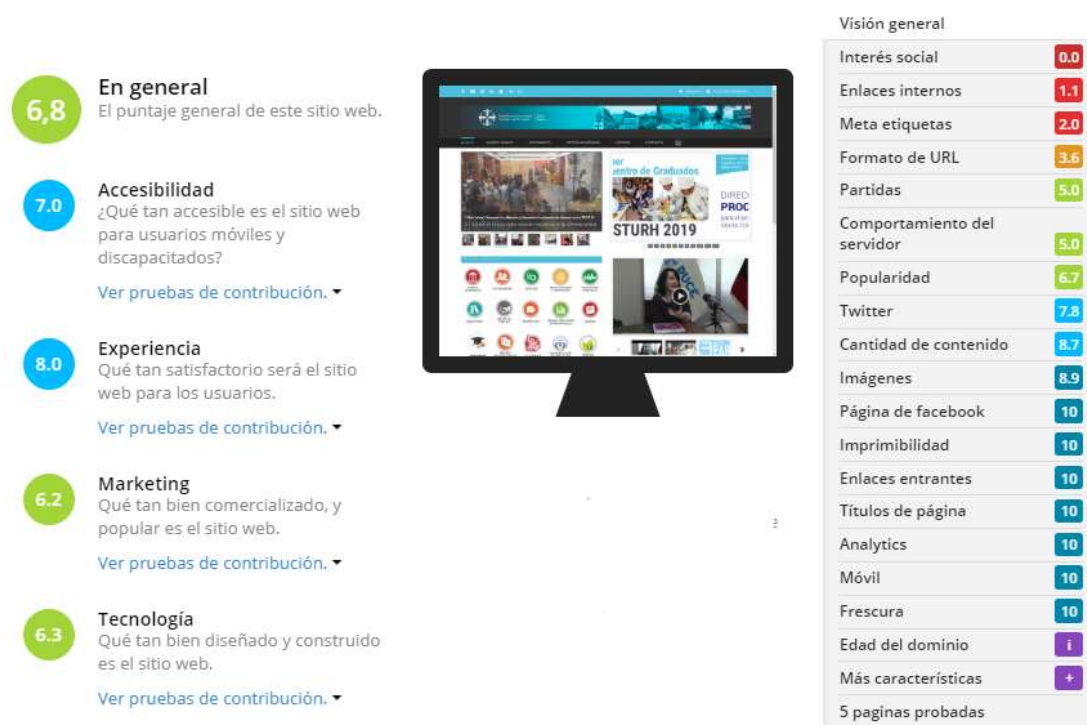 6,8
En general
El puntaje general de este sitio web.
7.0
Accesibilidad
¿Qué tan accesible es el sitio web
para usuarios móviles y
discapacitados?
Ver pruebas de contribución.
8.0
Experiencia
Qué tan satisfactorio será el sitio
web para los usuarios.
Ver pruebas de contribución.
6.2
Marketing
Qué tan bien comercializado, y
popular es el sitio web.
Ver pruebas de contribución.
6.3
Tecnología
Qué tan bien diseñado y construido
es el sitio web.
Ver pruebas de contribución.
entro de Graduados
DIREC
PROC
STURH 2019
Visión general
Interés social 0.0
Enlaces internos 1.1
Meta etiquetas 2.0
Formato de URL 3.6
Partidas 5.0
Comportamiento del
servidor 5.0
Popularidad 6.7
Twitter 7.8
Cantidad de contenido 8.7
Imágenes 8.9
Página de facebook 10
Imprimibilidad 10
Enlaces entrantes 10
Títulos de página 10
Analytics 10
Móvil 10
Frescura 10
Edad del dominio i
Más características +
5 paginas probadas